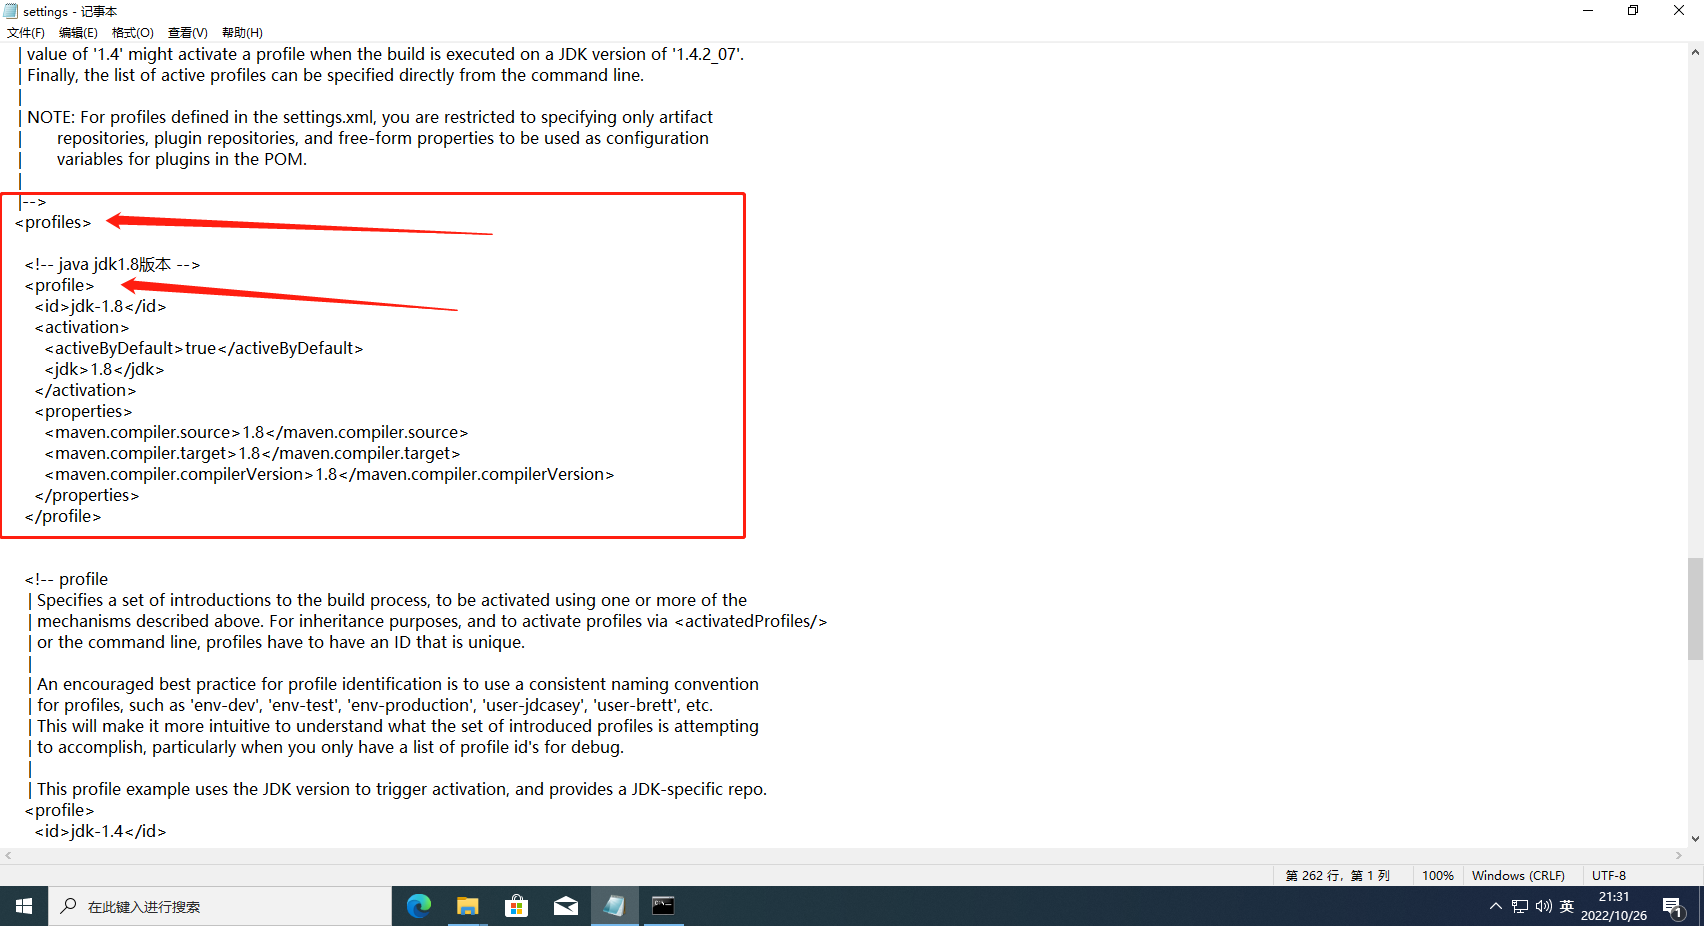 settings - 记事本
文件(F) 编辑(E) 格式(O) 查看(V) 帮助(H)
| value of '1.4' might activate a profile when the build is executed on a JDK version of '1.4.2_07'.
| Finally, the list of active profiles can be specified directly from the command line.
|
| NOTE: For profiles defined in the settings.xml, you are restricted to specifying only artifact
| repositories, plugin repositories, and free-form properties to be used as configuration
| variables for plugins in the POM.
|
|-->
<profiles>
<!-- java jdk1.8版本 -->
<profile>
<id>jdk-1.8</id>
<activation>
<activeByDefault>true</activeByDefault>
<jdk>1.8</jdk>
</activation>
<properties>
<maven.compiler.source>1.8</maven.compiler.source>
<maven.compiler.target>1.8</maven.compiler.target>
<maven.compiler.compilerVersion>1.8</maven.compiler.compilerVersion>
</properties>
</profile>
<!-- profile
| Specifies a set of introductions to the build process, to be activated using one or more of the
| mechanisms described above. For inheritance purposes, and to activate profiles via <activatedProfiles/>
| or the command line, profiles have to have an ID that is unique.
|
| An encouraged best practice for profile identification is to use a consistent naming convention
| for profiles, such as 'env-dev', 'env-test', 'env-production', 'user-jdcasey', 'user-brett', etc.
| This will make it more intuitive to understand what the set of introduced profiles is attempting
| to accomplish, particularly when you only have a list of profile id's for debug.
|
| This profile example uses the JDK version to trigger activation, and provides a JDK-specific repo.
<profile>
<id>jdk-1.4</id>
第 262 行，第 1 列 100% Windows (CRLF) UTF-8
在此键入进行搜索
英
21:31
2022/10/26
1